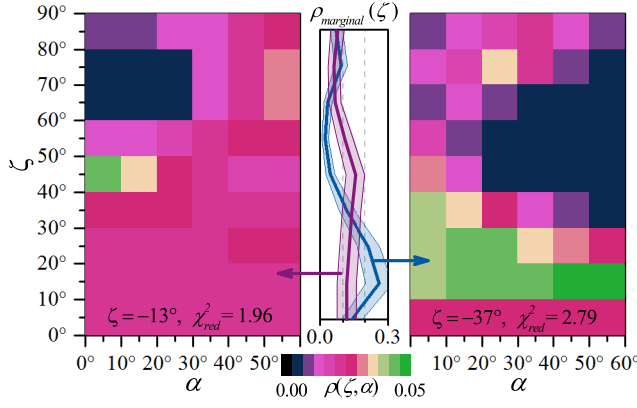 ρmarginal(ζ)
90°
80°
70°
60°
50°
40°
30°
20°
10°
0°
ζ
ζ = −13°, χ²red = 1.96
ζ = −37°, χ²red = 2.79
0° 10° 20° 30° 40° 50°
0.0 0.3
10° 20° 30° 40° 50° 60°
α
0.00 ρ(ζ,α) 0.05
α